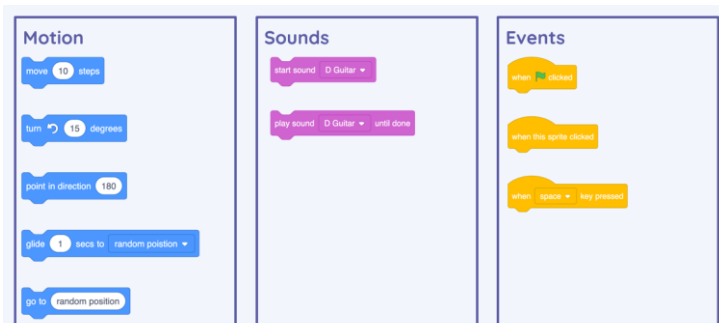 Motion
move 10 steps
turn 15 degrees
point in direction 180
glide 1 secs to random poistion
go to random position
Sounds
start sound D Guitar
play sound D Guitar until done
Events
when clicked
when this sprite clicked
when space key pressed